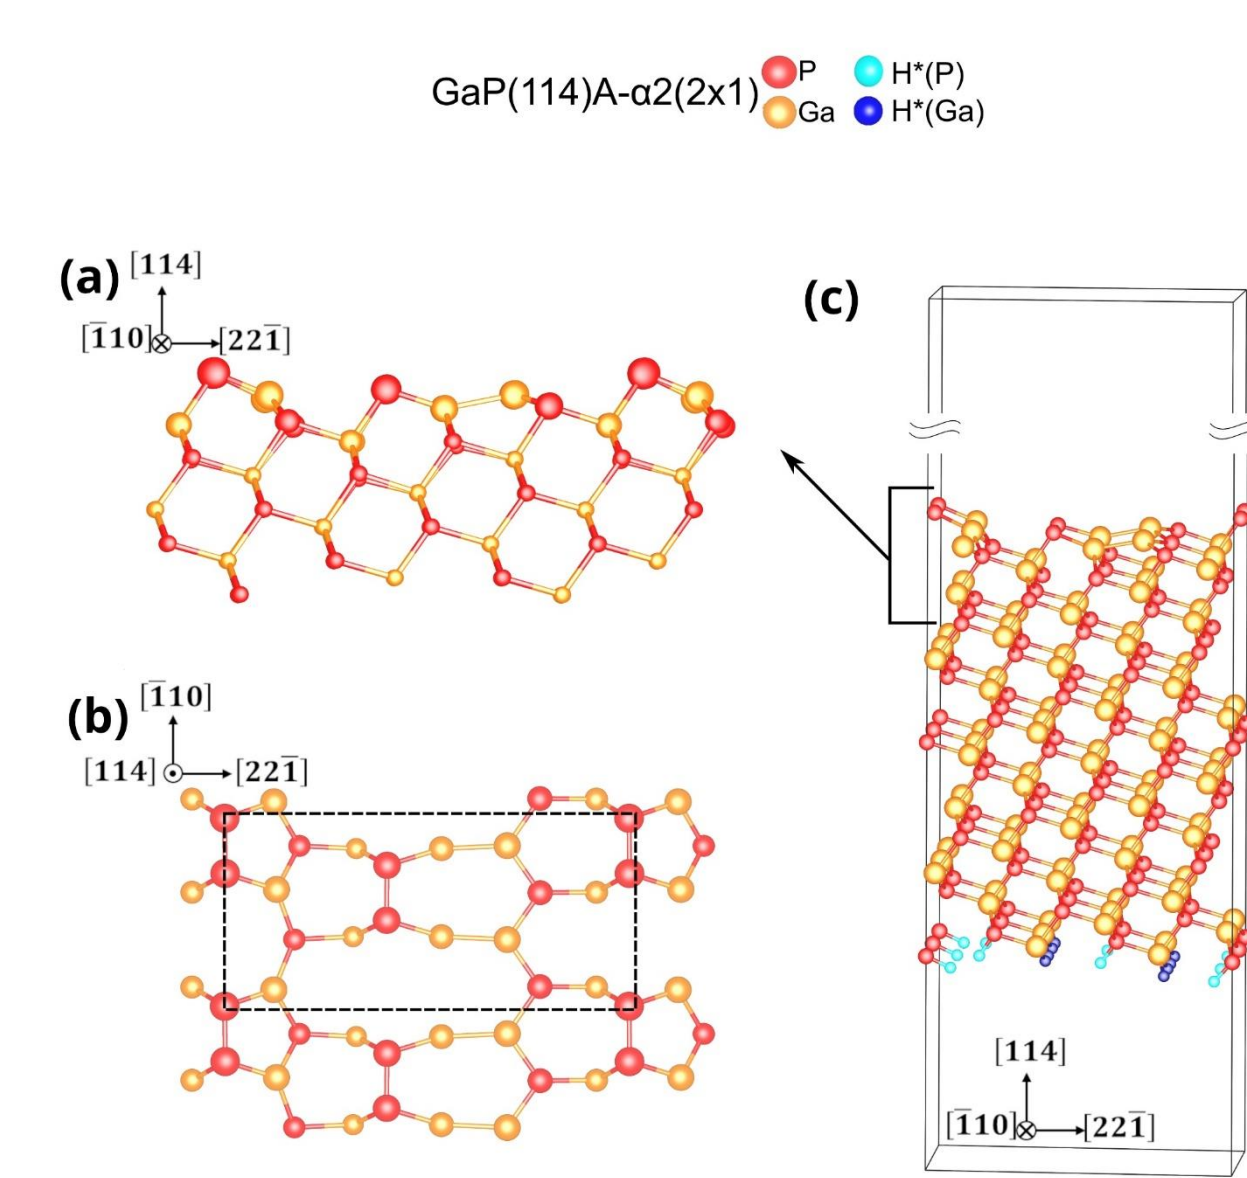 GaP(114)A-α2(2x1)
P
H*(P)
Ga
H*(Ga)
(a)
[114]
[1̅10]
[221̅]
(b)
[1̅10]
[114]
[221̅]
(c)
[114]
[1̅10]
[221̅]